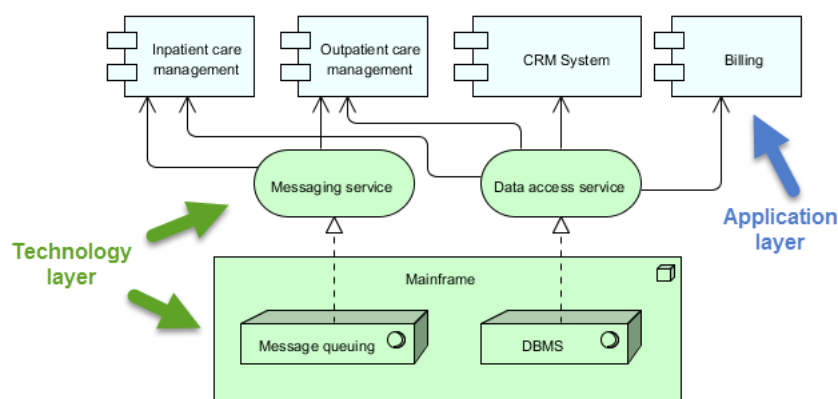 Inpatient care
management
Outpatient care
management
CRM System
Billing
Messaging service
Data access service
Application
layer
Technology
layer
Mainframe
Message queuing
DBMS